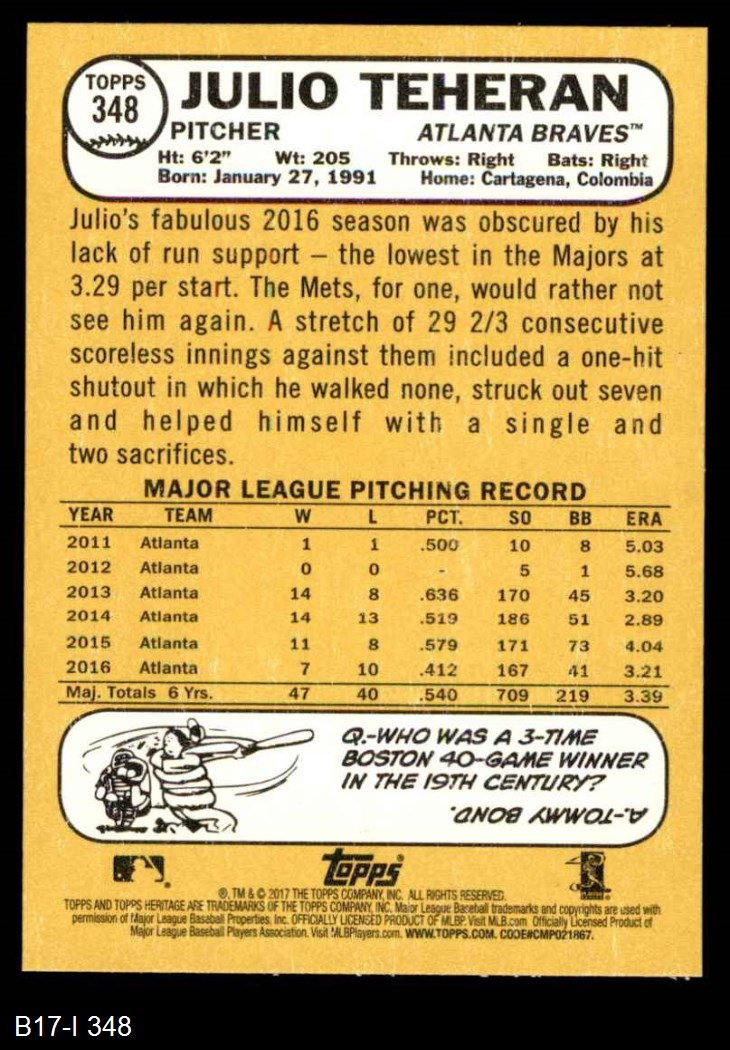 TOPPS
348
JULIO TEHERAN
PITCHER ATLANTA BRAVES™
Ht: 6'2" Wt: 205 Throws: Right Bats: Right
Born: January 27, 1991 Home: Cartagena, Colombia
Julio's fabulous 2016 season was obscured by his
lack of run support – the lowest in the Majors at
3.29 per start. The Mets, for one, would rather not
see him again. A stretch of 29 2/3 consecutive
scoreless innings against them included a one-hit
shutout in which he walked none, struck out seven
and helped himself with a single and
two sacrifices.
MAJOR LEAGUE PITCHING RECORD
YEAR TEAM W L PCT. SO BB ERA
2011 Atlanta 1 1 .500 10 8 5.03
2012 Atlanta 0 0 - 5 1 5.68
2013 Atlanta 14 8 .636 170 45 3.20
2014 Atlanta 14 13 .519 186 51 2.89
2015 Atlanta 11 8 .579 171 73 4.04
2016 Atlanta 7 10 .412 167 41 3.21
Maj. Totals 6 Yrs. 47 40 .540 709 219 3.39
Q.-WHO WAS A 3-TIME
BOSTON 40-GAME WINNER
IN THE 19TH CENTURY?
A.-TOMMY BOND.
topps®
®, TM & © 2017 THE TOPPS COMPANY, INC. ALL RIGHTS RESERVED.
TOPPS AND TOPPS HERITAGE ARE TRADEMARKS OF THE TOPPS COMPANY, INC. Major League Baseball trademarks and copyrights are used with
permission of Major League Baseball Properties, Inc. OFFICIALLY LICENSED PRODUCT OF MLBP. Visit MLB.com. Officially Licensed Product of
Major League Baseball Players Association. Visit MLBPlayers.com. WWW.TOPPS.COM. CODE#CMP021867.
B17-I 348